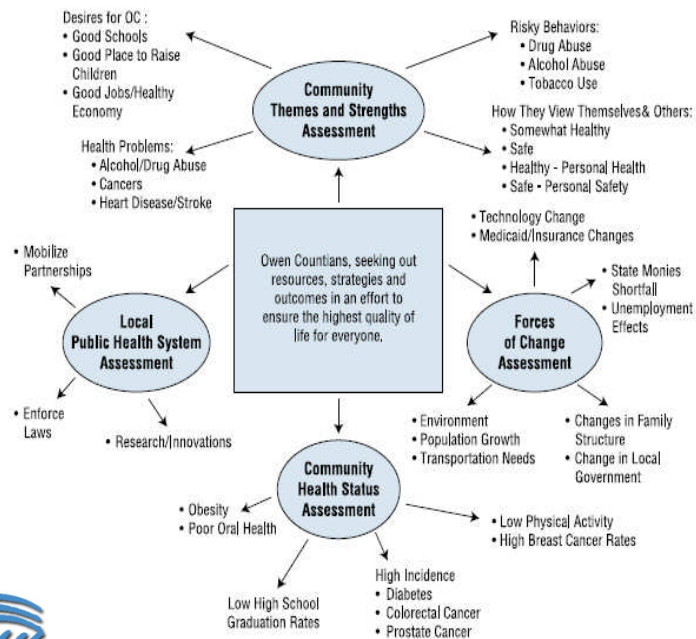 Desires for OC :
• Good Schools
• Good Place to Raise
Children
• Good Jobs/Healthy
Economy
Risky Behaviors:
• Drug Abuse
• Alcohol Abuse
• Tobacco Use
Community
Themes and Strengths
Assessment
How They View Themselves& Others:
• Somewhat Healthy
• Safe
• Healthy - Personal Health
• Safe - Personal Safety
Health Problems:
• Alcohol/Drug Abuse
• Cancers
• Heart Disease/Stroke
• Technology Change
• Medicaid/Insurance Changes
• Mobilize
Partnerships
Owen Countians, seeking out
resources, strategies and
outcomes in an effort to
ensure the highest quality of
life for everyone.
• State Monies
Shortfall
• Unemployment
Effects
Local
Public Health System
Assessment
Forces
of Change
Assessment
• Enforce
Laws
• Research/Innovations
• Environment
• Population Growth
• Transportation Needs
• Changes in Family
Structure
• Change in Local
Government
Community
Health Status
Assessment
• Obesity
• Poor Oral Health
• Low Physical Activity
• High Breast Cancer Rates
Low High School
Graduation Rates
High Incidence
• Diabetes
• Colorectal Cancer
• Prostate Cancer